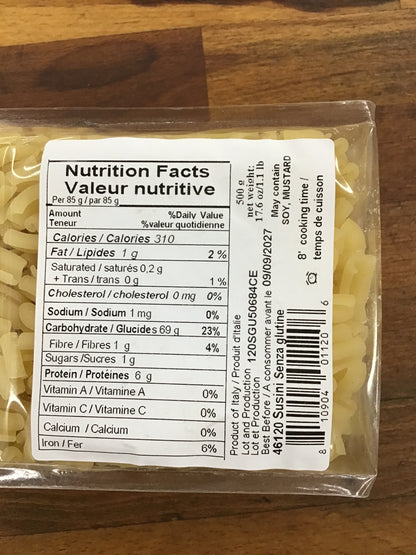 Nutrition Facts
Valeur nutritive
Per 85 g / par 85 g
Amount %Daily Value
Teneur %valeur quotidienne
Calories / Calories 310
Fat / Lipides 1 g 2 %
Saturated / saturés 0,2 g
+ Trans / trans 0 g 1 %
Cholesterol / cholesterol 0 mg 0%
Sodium / Sodium 1 mg 0%
Carbohydrate / Glucides 69 g 23%
Fibre / Fibres 1 g 4%
Sugars /Sucres 1 g
Protein / Protéines 6 g
Vitamin A / Vitamine A 0%
Vitamin C / Vitamine C 0%
Calcium / Calcium 0%
Iron / Fer 6%
Product of Italy / Produit d'Italie
Lot and Production 120SGU50684CE
Lot et Production
Best Before / A consommer avant le 09/09/2027
46120 Susini Senza glutine
500 g
net weight:
17.6 oz/1.1 lb
May contain
SOY, MUSTARD
8' cooking time /
temps de cuisson
8 10904 01120 6